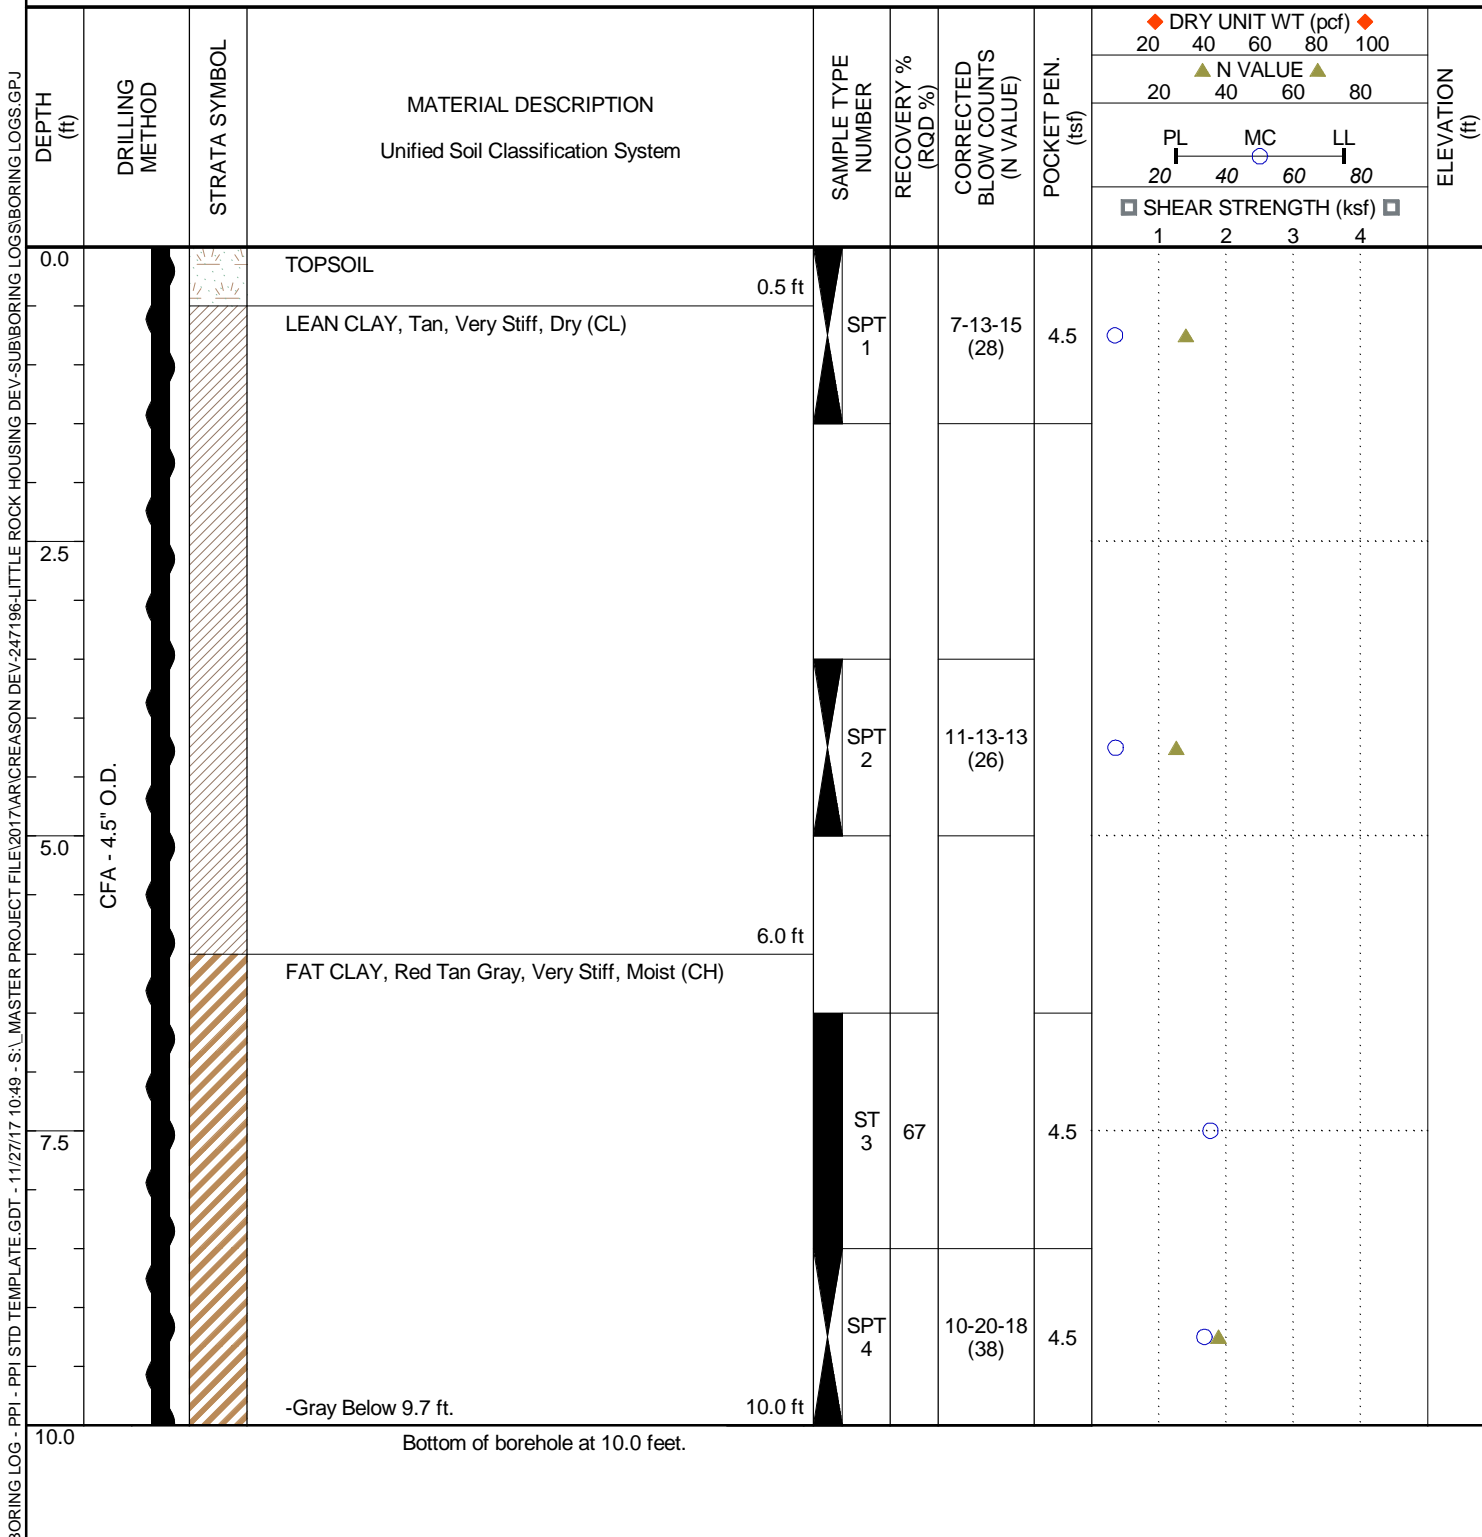 DEPTH
(ft)
DRILLING
METHOD
STRATA SYMBOL
MATERIAL DESCRIPTION
Unified Soil Classification System
SAMPLE TYPE
NUMBER
RECOVERY %
(RQD %)
CORRECTED
BLOW COUNTS
(N VALUE)
POCKET PEN.
(tsf)
DRY UNIT WT (pcf)
20 40 60 80 100
N VALUE
20 40 60 80
PL MC LL
20 40 60 80
SHEAR STRENGTH (ksf)
1 2 3 4
ELEVATION
(ft)
0.0
TOPSOIL
0.5 ft
LEAN CLAY, Tan, Very Stiff, Dry (CL)
SPT
1
7-13-15
(28)
4.5
2.5
SPT
2
11-13-13
(26)
CFA - 4.5" O.D.
5.0
6.0 ft
FAT CLAY, Red Tan Gray, Very Stiff, Moist (CH)
7.5
ST
3
67
4.5
SPT
4
10-20-18
(38)
4.5
-Gray Below 9.7 ft.
10.0 ft
10.0
Bottom of borehole at 10.0 feet.
BORING LOG - PPI - PPI STD TEMPLATE.GDT - 11/27/17 10:49 - S:\_MASTER PROJECT FILE\2017\AR\CREASON DEV-247196-LITTLE ROCK HOUSING DEV-SUB\BORING LOGS\BORING LOGS.GPJ